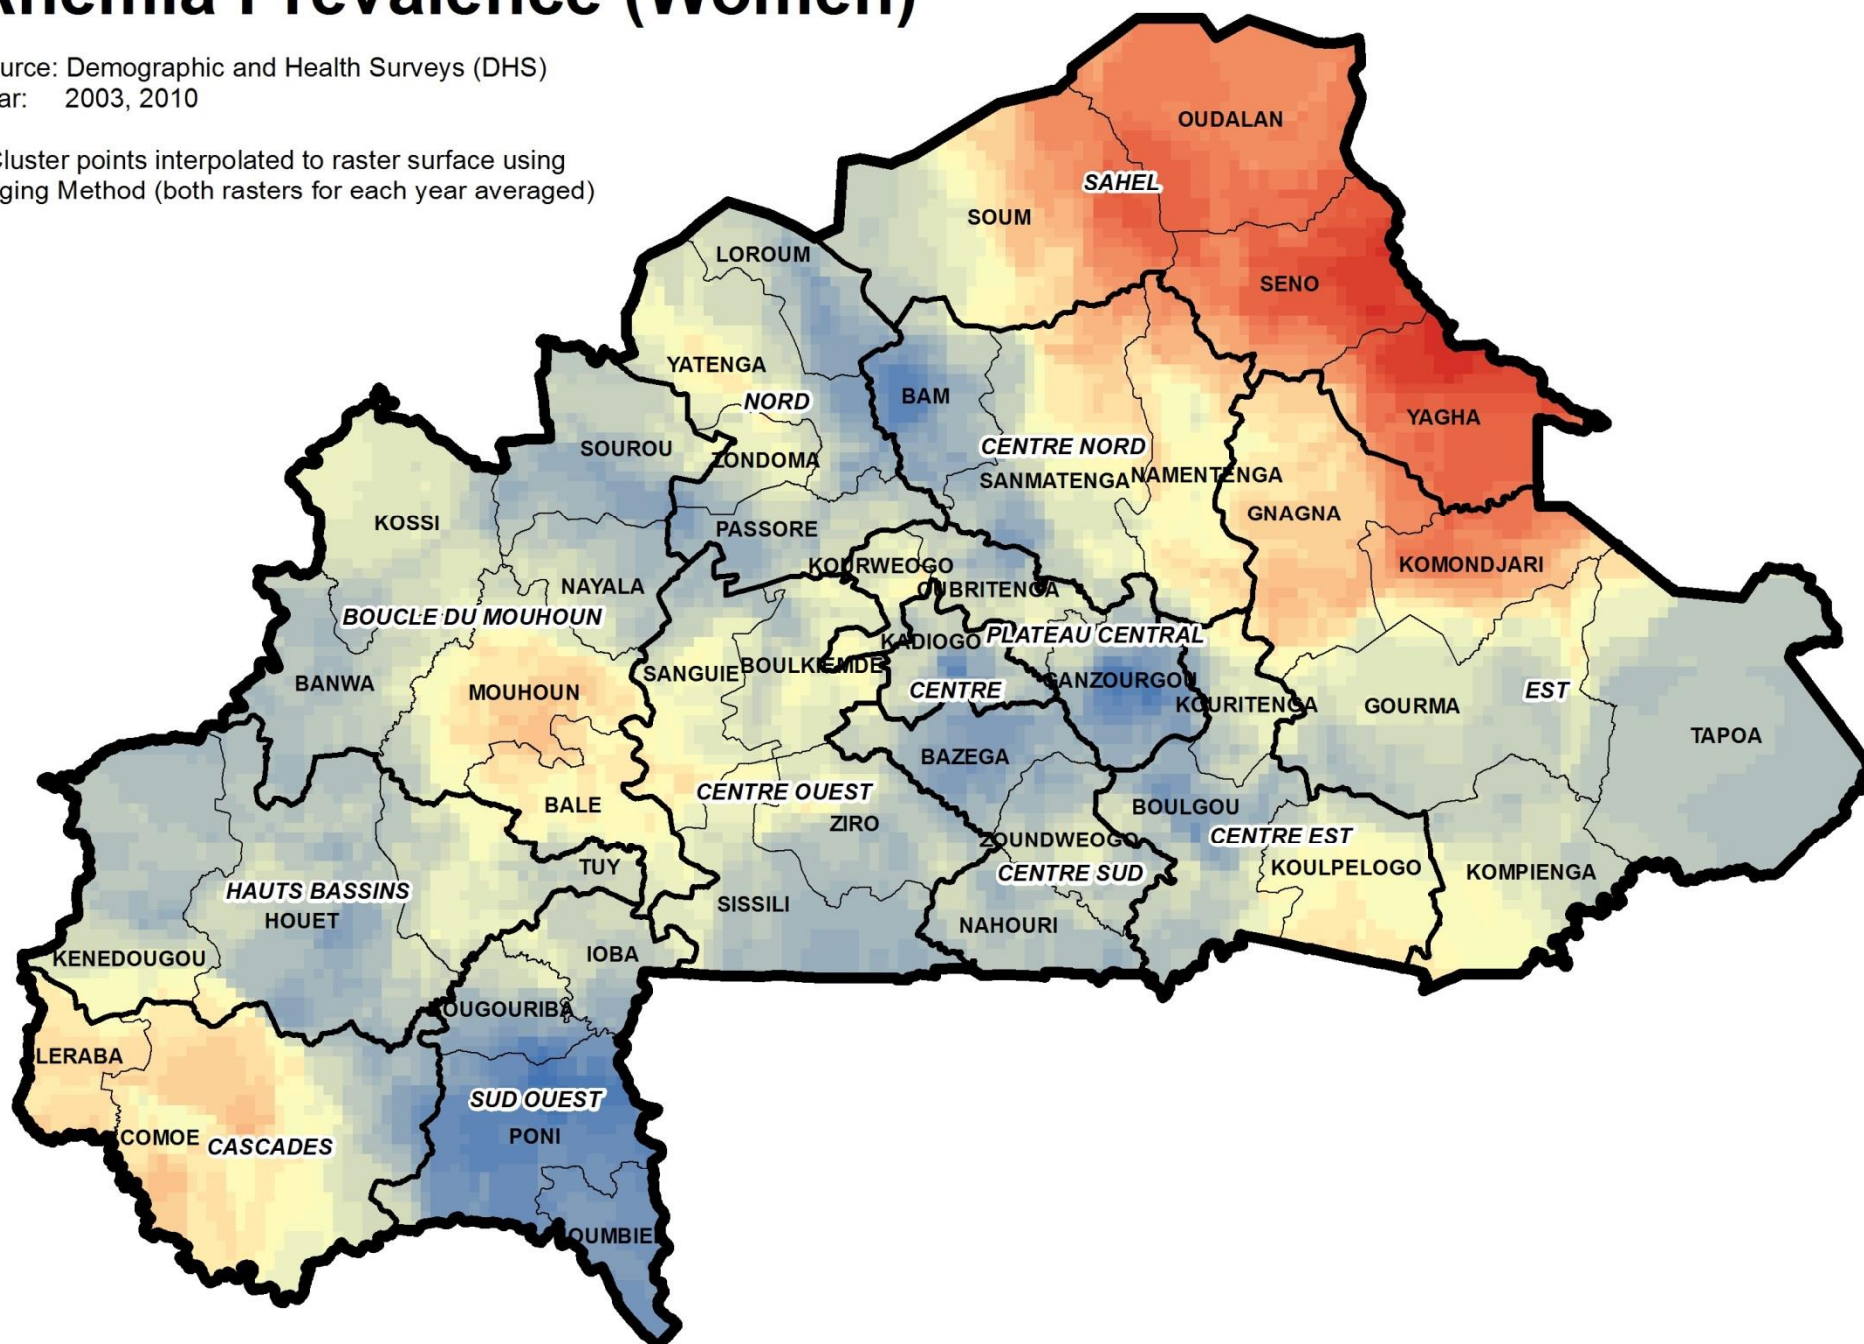 Anemia Prevalence (Women)
urce: Demographic and Health Surveys (DHS)
ar: 2003, 2010
Cluster points interpolated to raster surface using
ging Method (both rasters for each year averaged)
OUDALAN
SAHEL
SOUM
LOROUM
SENO
YATENGA
BAM
NORD
YAGHA
SOUROU
CENTRE NORD
ZONDOMA
SANMATENGA
NAMENTENGA
GNAGNA
KOSSI
PASSORE
KOURWEOGO
KOMONDJARI
NAYALA
OUBRITENGA
BOUCLE DU MOUHOUN
KADIOGO
PLATEAU CENTRAL
SANGUIE
BOULKIEMDE
BANWA
MOUHOUN
CENTRE
GANZOURGOU
KOURITENGA
GOURMA
EST
TAPOA
BAZEGA
CENTRE OUEST
BALE
BOULGOU
ZIRO
CENTRE EST
ZOUNDWEOGO
TUY
KOULPELOGO
KOMPIENGA
CENTRE SUD
HAUTS BASSINS
HOUET
SISSILI
NAHOURI
KENEDOUGOU
IOBA
OUGOURIBA
LERABA
SUD OUEST
PONI
COMOE
CASCADES
OUMBIE